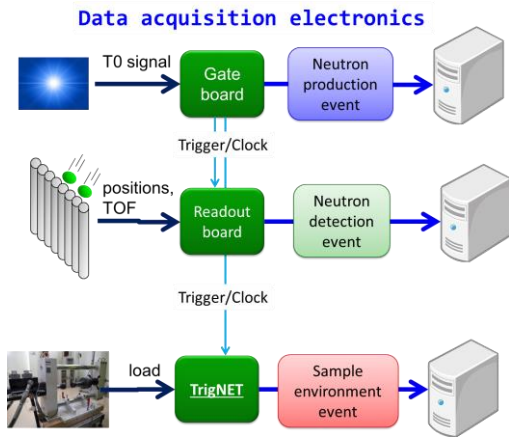 Data acquisition electronics
T0 signal
Gate
board
Neutron
production
event
Trigger/Clock
positions,
TOF
Readout
board
Neutron
detection
event
Trigger/Clock
load
TrigNET
Sample
environment
event